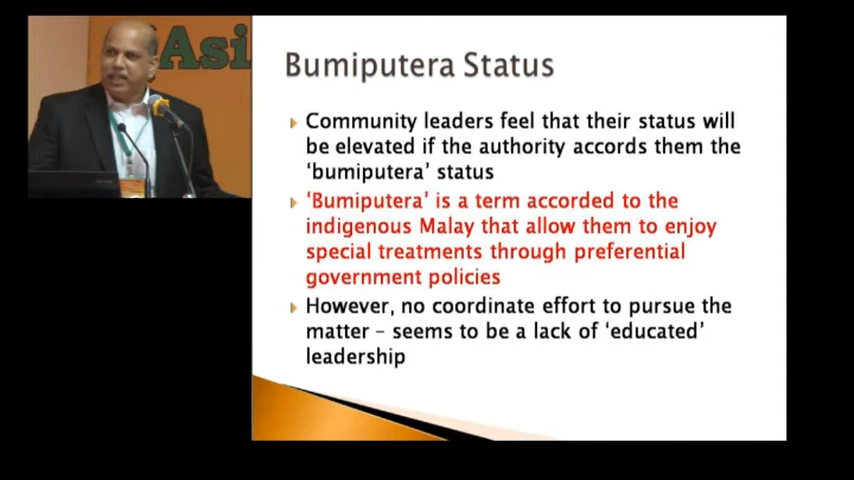 Asi
Bumiputera Status
Community leaders feel that their status will
be elevated if the authority accords them the
‘bumiputera’ status
‘Bumiputera’ is a term accorded to the
indigenous Malay that allow them to enjoy
special treatments through preferential
government policies
However, no coordinate effort to pursue the
matter – seems to be a lack of ‘educated’
leadership